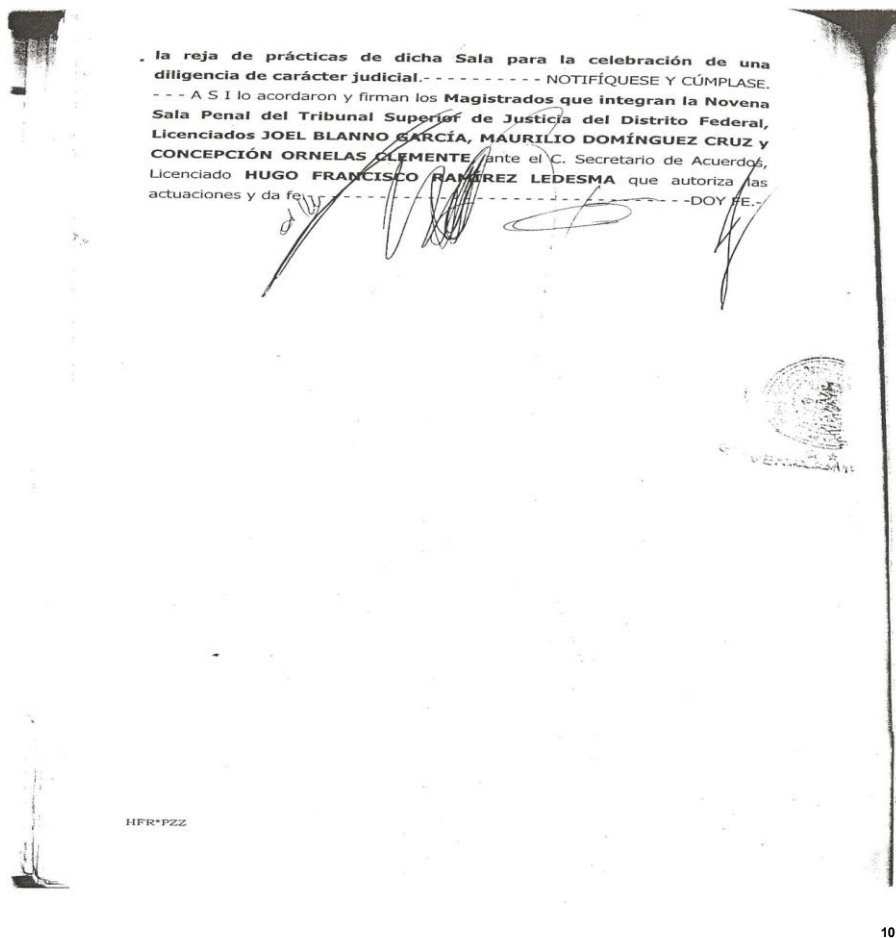 la reja de prácticas de dicha Sala para la celebración de una
diligencia de carácter judicial.- - - - - - - - - - NOTIFÍQUESE Y CÚMPLASE.
- - - A S I lo acordaron y firman los Magistrados que integran la Novena
Sala Penal del Tribunal Superior de Justicia del Distrito Federal,
Licenciados JOEL BLANNO GARCÍA, MAURILIO DOMÍNGUEZ CRUZ y
CONCEPCIÓN ORNELAS CLEMENTE, ante el C. Secretario de Acuerdos,
Licenciado HUGO FRANCISCO RAMÍREZ LEDESMA que autoriza las
actuaciones y da fe.- - - - - - - - - - - - - - - - - - - - - - - - - - - -DOY FE.-
HFR*PZZ
10